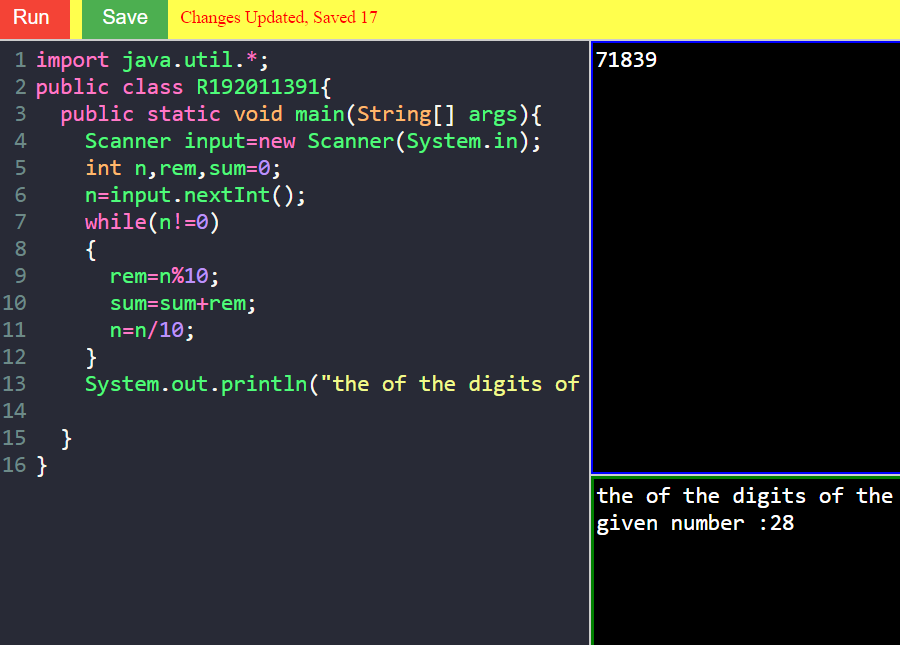 Run Save Changes Updated, Saved 17
1 import java.util.*;
2 public class R192011391{
3 public static void main(String[] args){
4 Scanner input=new Scanner(System.in);
5 int n,rem,sum=0;
6 n=input.nextInt();
7 while(n!=0)
8 {
9 rem=n%10;
10 sum=sum+rem;
11 n=n/10;
12 }
13 System.out.println("the of the digits of
14
15 }
16 }
71839
the of the digits of the
given number :28